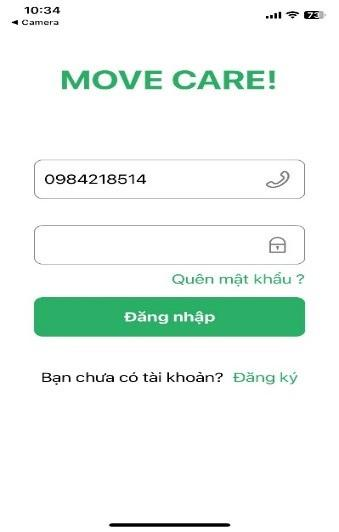 10:34
◀ Camera
73
MOVE CARE!
0984218514
Quên mật khẩu ?
Đăng nhập
Bạn chưa có tài khoản? Đăng ký